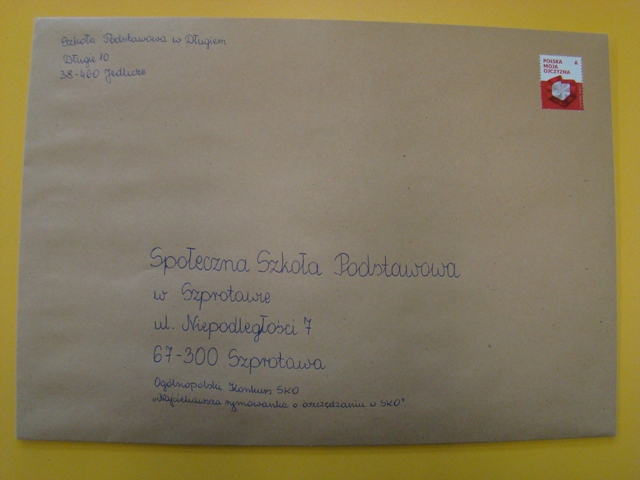 Szkoła Podstawowa w Długiem
Długie 10
38-460 Jedlicze
POLSKA A
MOJA
OJCZYZNA
Społeczna Szkoła Podstawowa
w Szprotawie
ul. Niepodległości 7
67-300 Szprotawa
Ogólnopolski Konkurs SKO
„Najciekawsza rymowanka o oszczędzaniu w SKO"